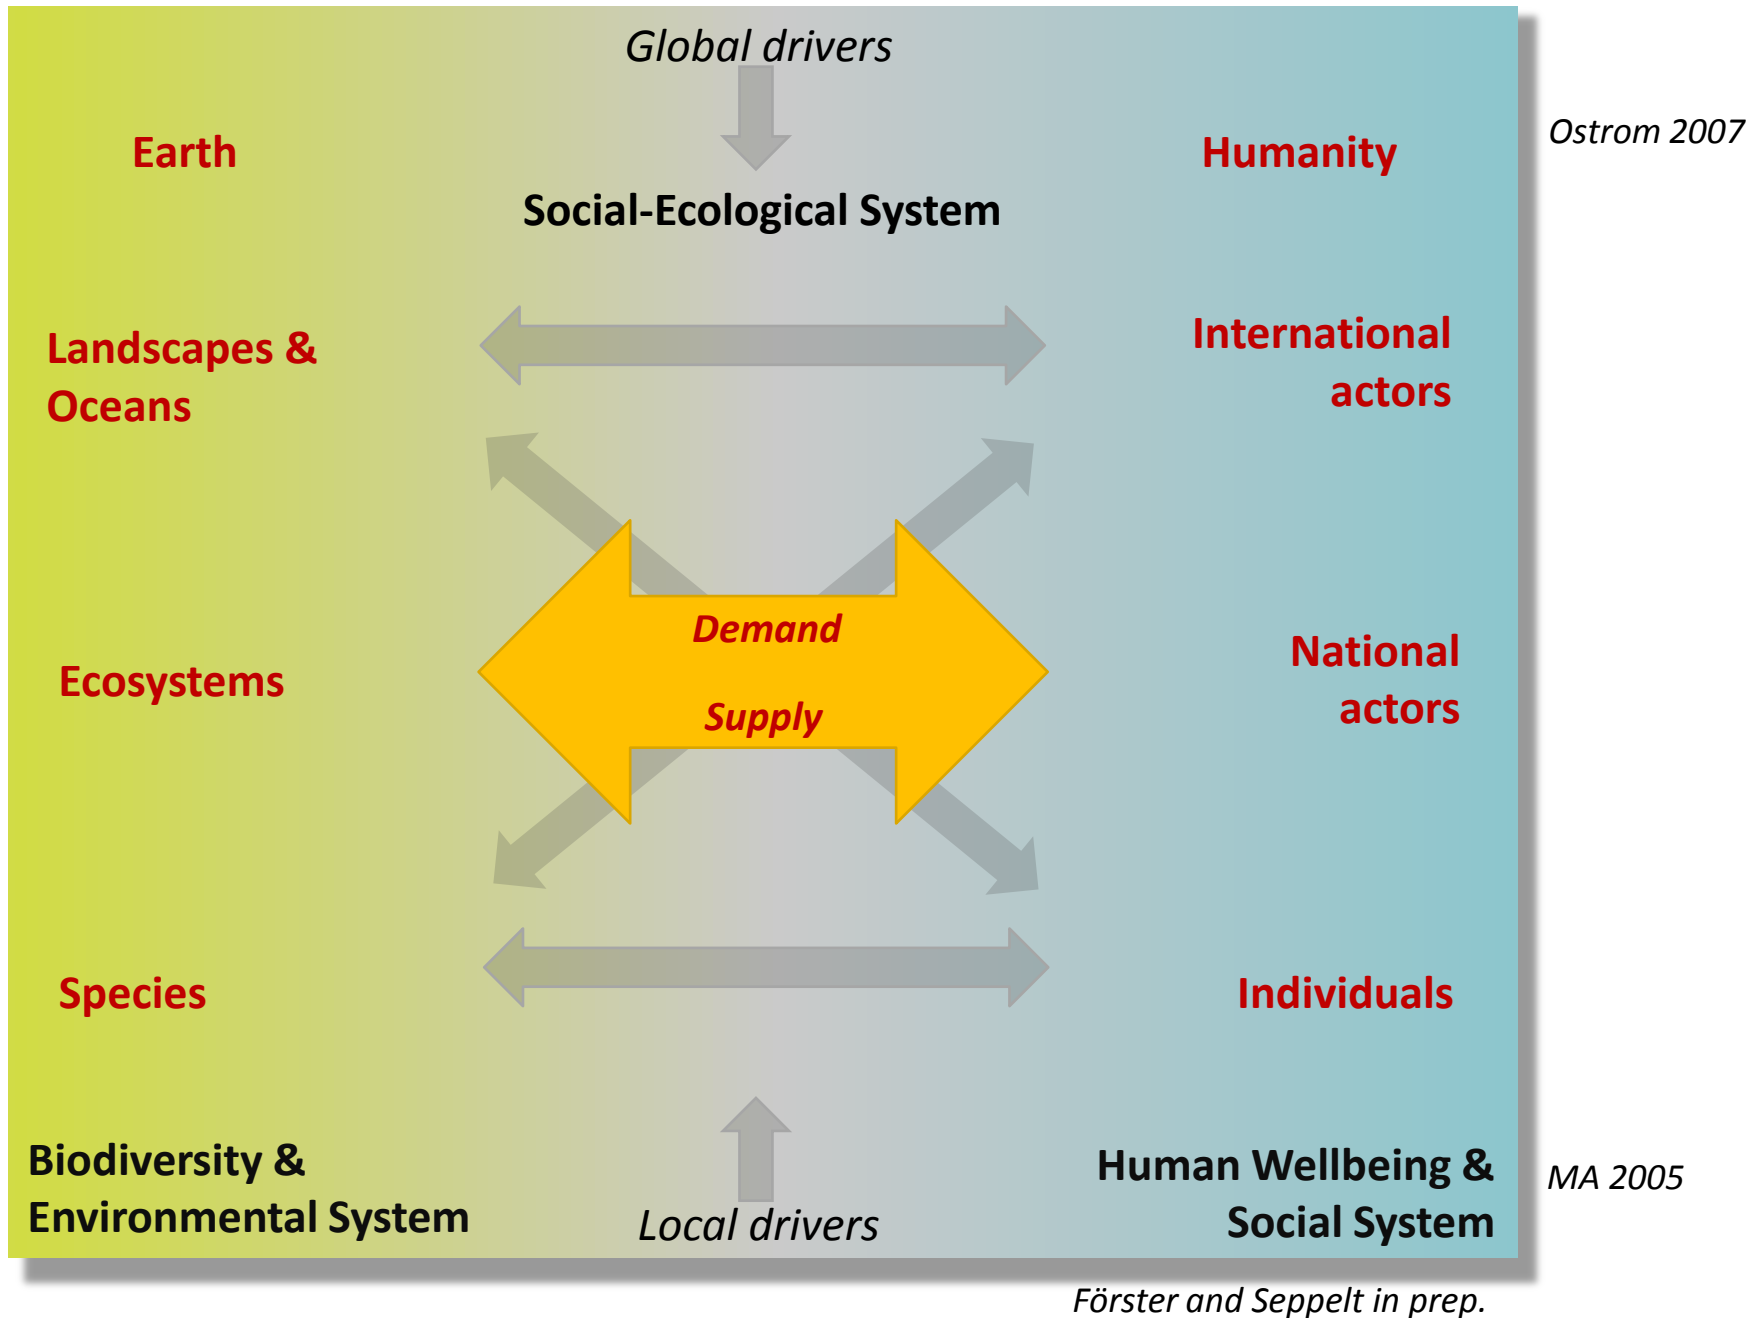 Global drivers
Ostrom 2007
Earth
Humanity
Social-Ecological System
Landscapes &
Oceans
International
actors
Demand
Supply
Ecosystems
National
actors
Species
Individuals
Biodiversity &
Environmental System
Local drivers
Human Wellbeing &
Social System
MA 2005
Förster and Seppelt in prep.